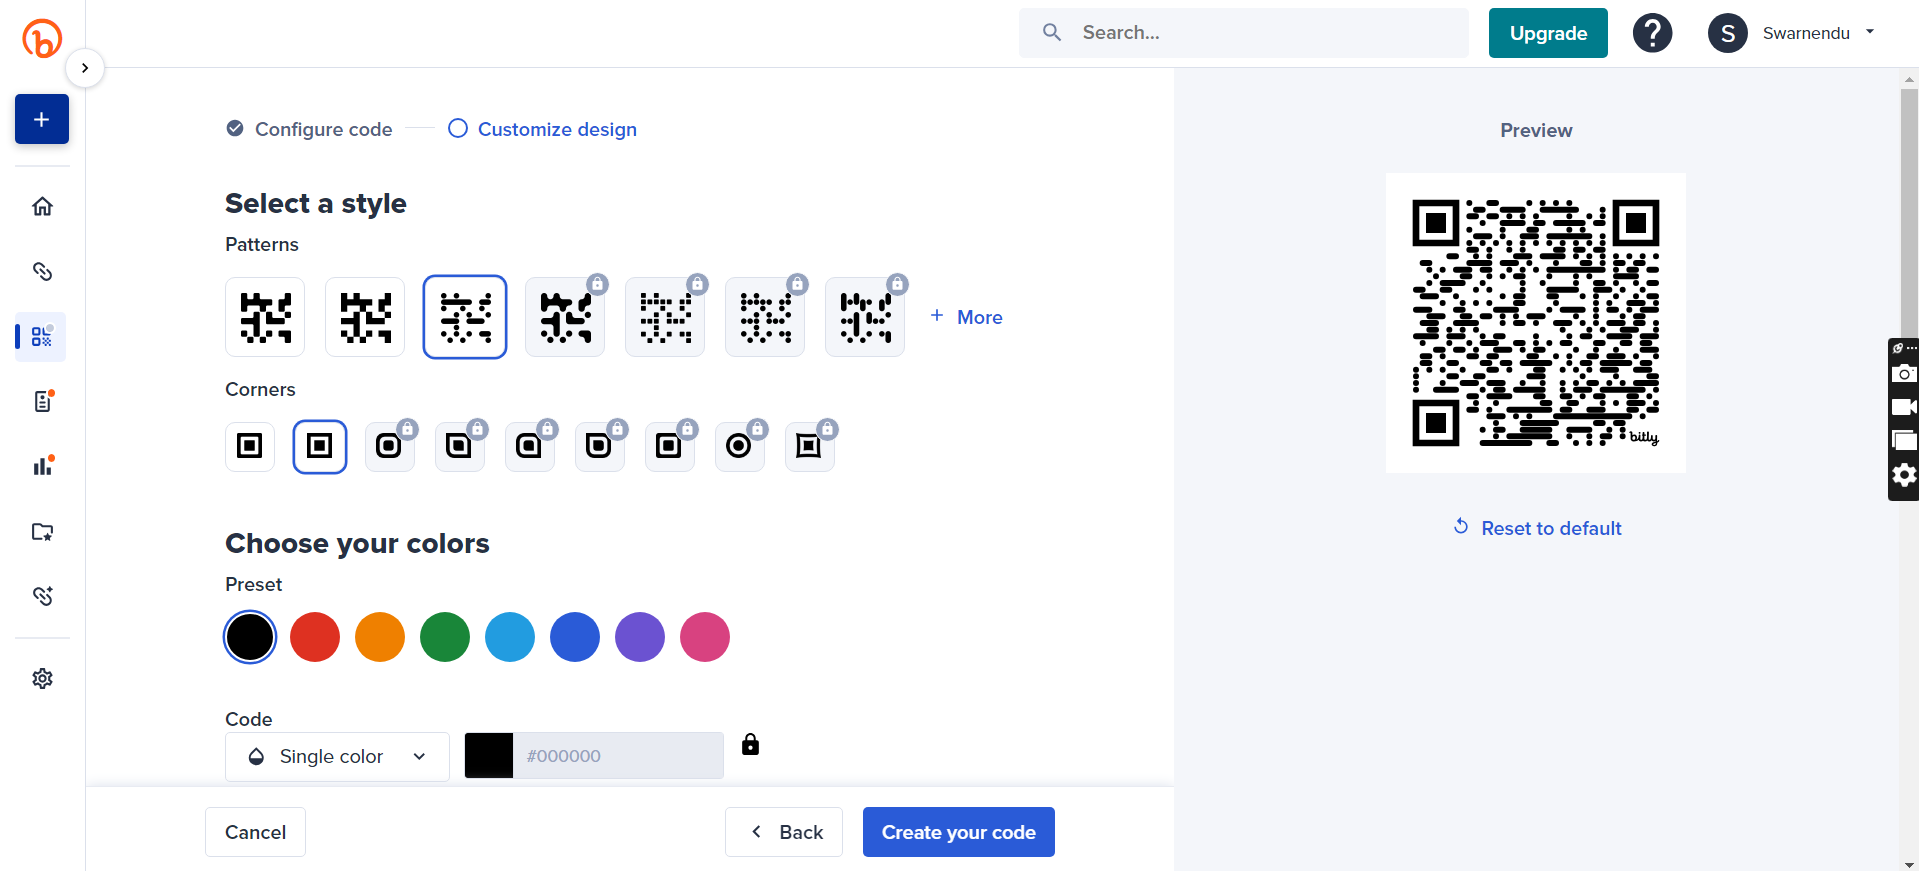 Search...
Upgrade
?
S
Swarnendu
Configure code
Customize design
Select a style
Patterns
+ More
Corners
Choose your colors
Preset
Code
Single color
#000000
Cancel
Back
Create your code
Preview
bitly
Reset to default